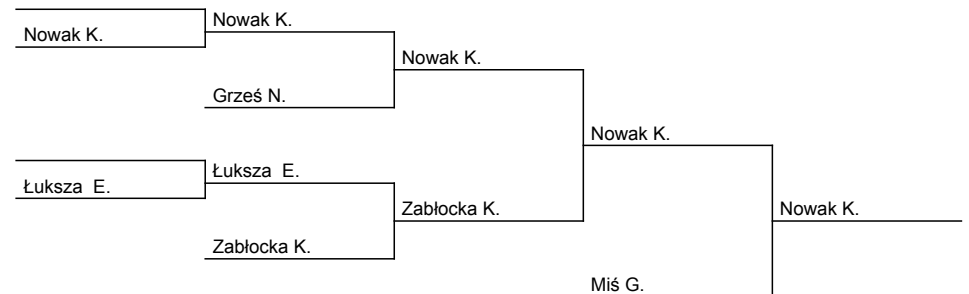 Nowak K.
Nowak K.
Nowak K.
Grześ N.
Nowak K.
Łuksza  E.
Łuksza  E.
Zabłocka K.
Nowak K.
Zabłocka K.
Miś G.